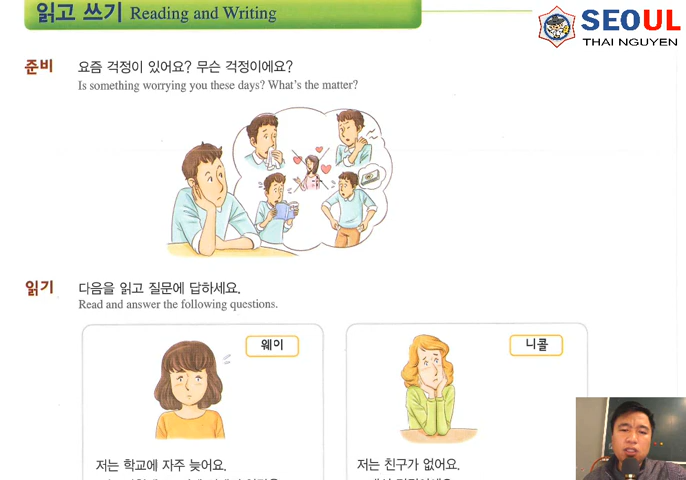 읽고 쓰기 Reading and Writing
SEOUL
THAI NGUYEN
준비 요즘 걱정이 있어요? 무슨 걱정이에요?
Is something worrying you these days? What's the matter?
읽기 다음을 읽고 질문에 답하세요.
Read and answer the following questions.
웨이
니콜
저는 학교에 자주 늦어요.
저는 친구가 없어요.